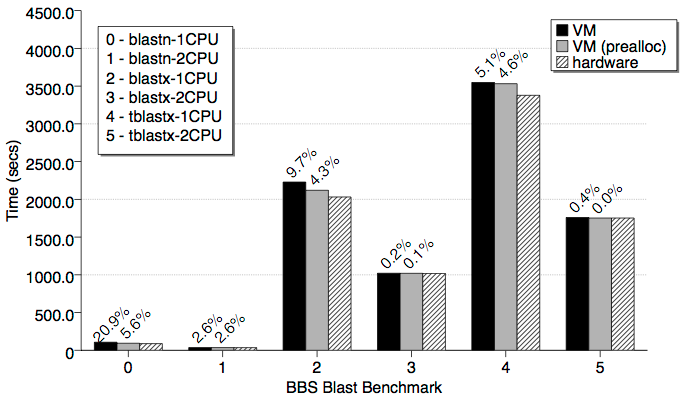 4500.0
4000.0
3500.0
3000.0
2500.0
2000.0
1500.0
1000.0
500.0
0
Time (secs)
0 - blastn-1CPU
1 - blastn-2CPU
2 - blastx-1CPU
3 - blastx-2CPU
4 - tblastx-1CPU
5 - tblastx-2CPU
VM
VM (prealloc)
hardware
20.9%
5.6%
2.6%
2.6%
9.7%
4.3%
0.2%
0.1%
5.1%
4.6%
0.4%
0.0%
0 1 2 3 4 5
BBS Blast Benchmark